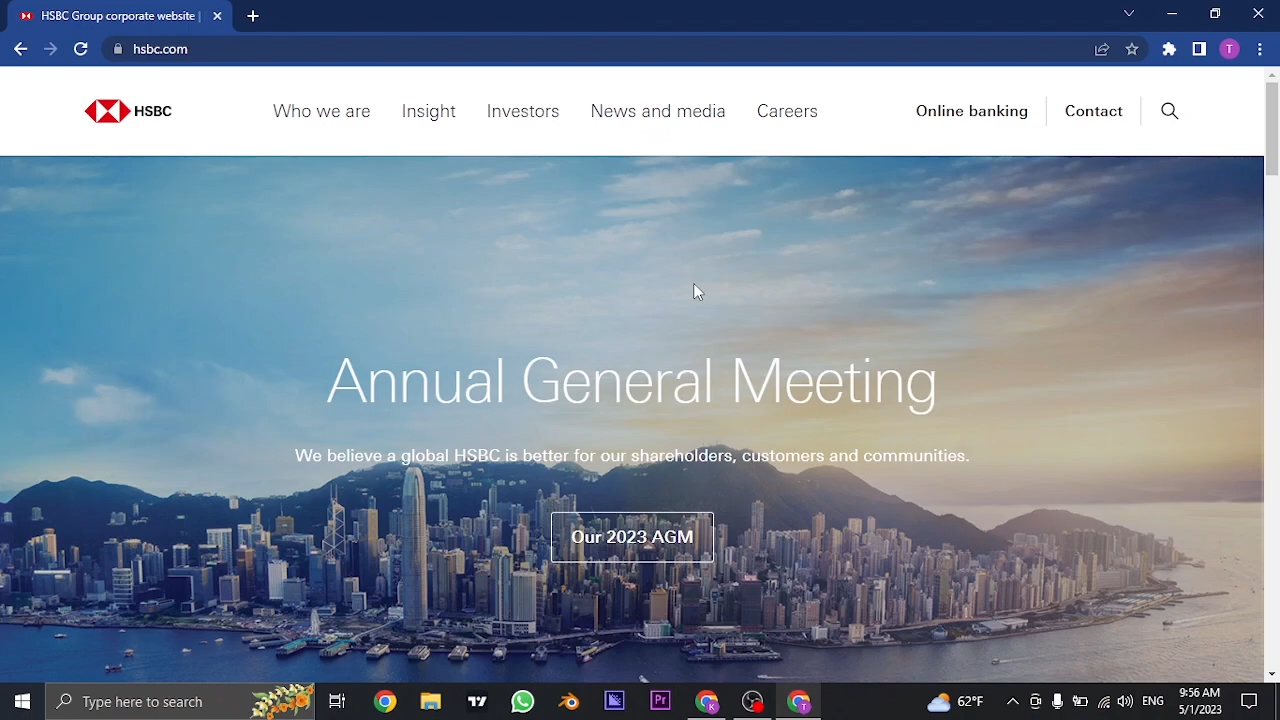 HSBC Group corporate website |
hsbc.com
T
HSBC
Who we are
Insight
Investors
News and media
Careers
Online banking
Contact
Annual General Meeting
We believe a global HSBC is better for our shareholders, customers and communities.
Our 2023 AGM
Type here to search
Pr
K
T
62°F
ENG
9:56 AM
5/1/2023